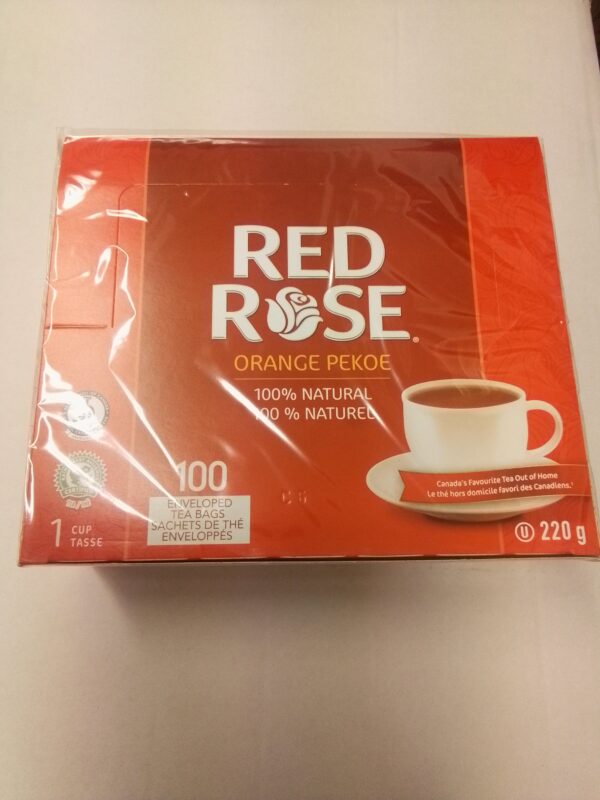 RED
ROSE®
ORANGE PEKOE
100% NATURAL
100 % NATUREL
100
ENVELOPED
TEA BAGS
SACHETS DE THÉ
ENVELOPPÉS
1 CUP
TASSE
Canada's Favourite Tea Out of Home
Le thé hors domicile favori des Canadiens.
U 220 g